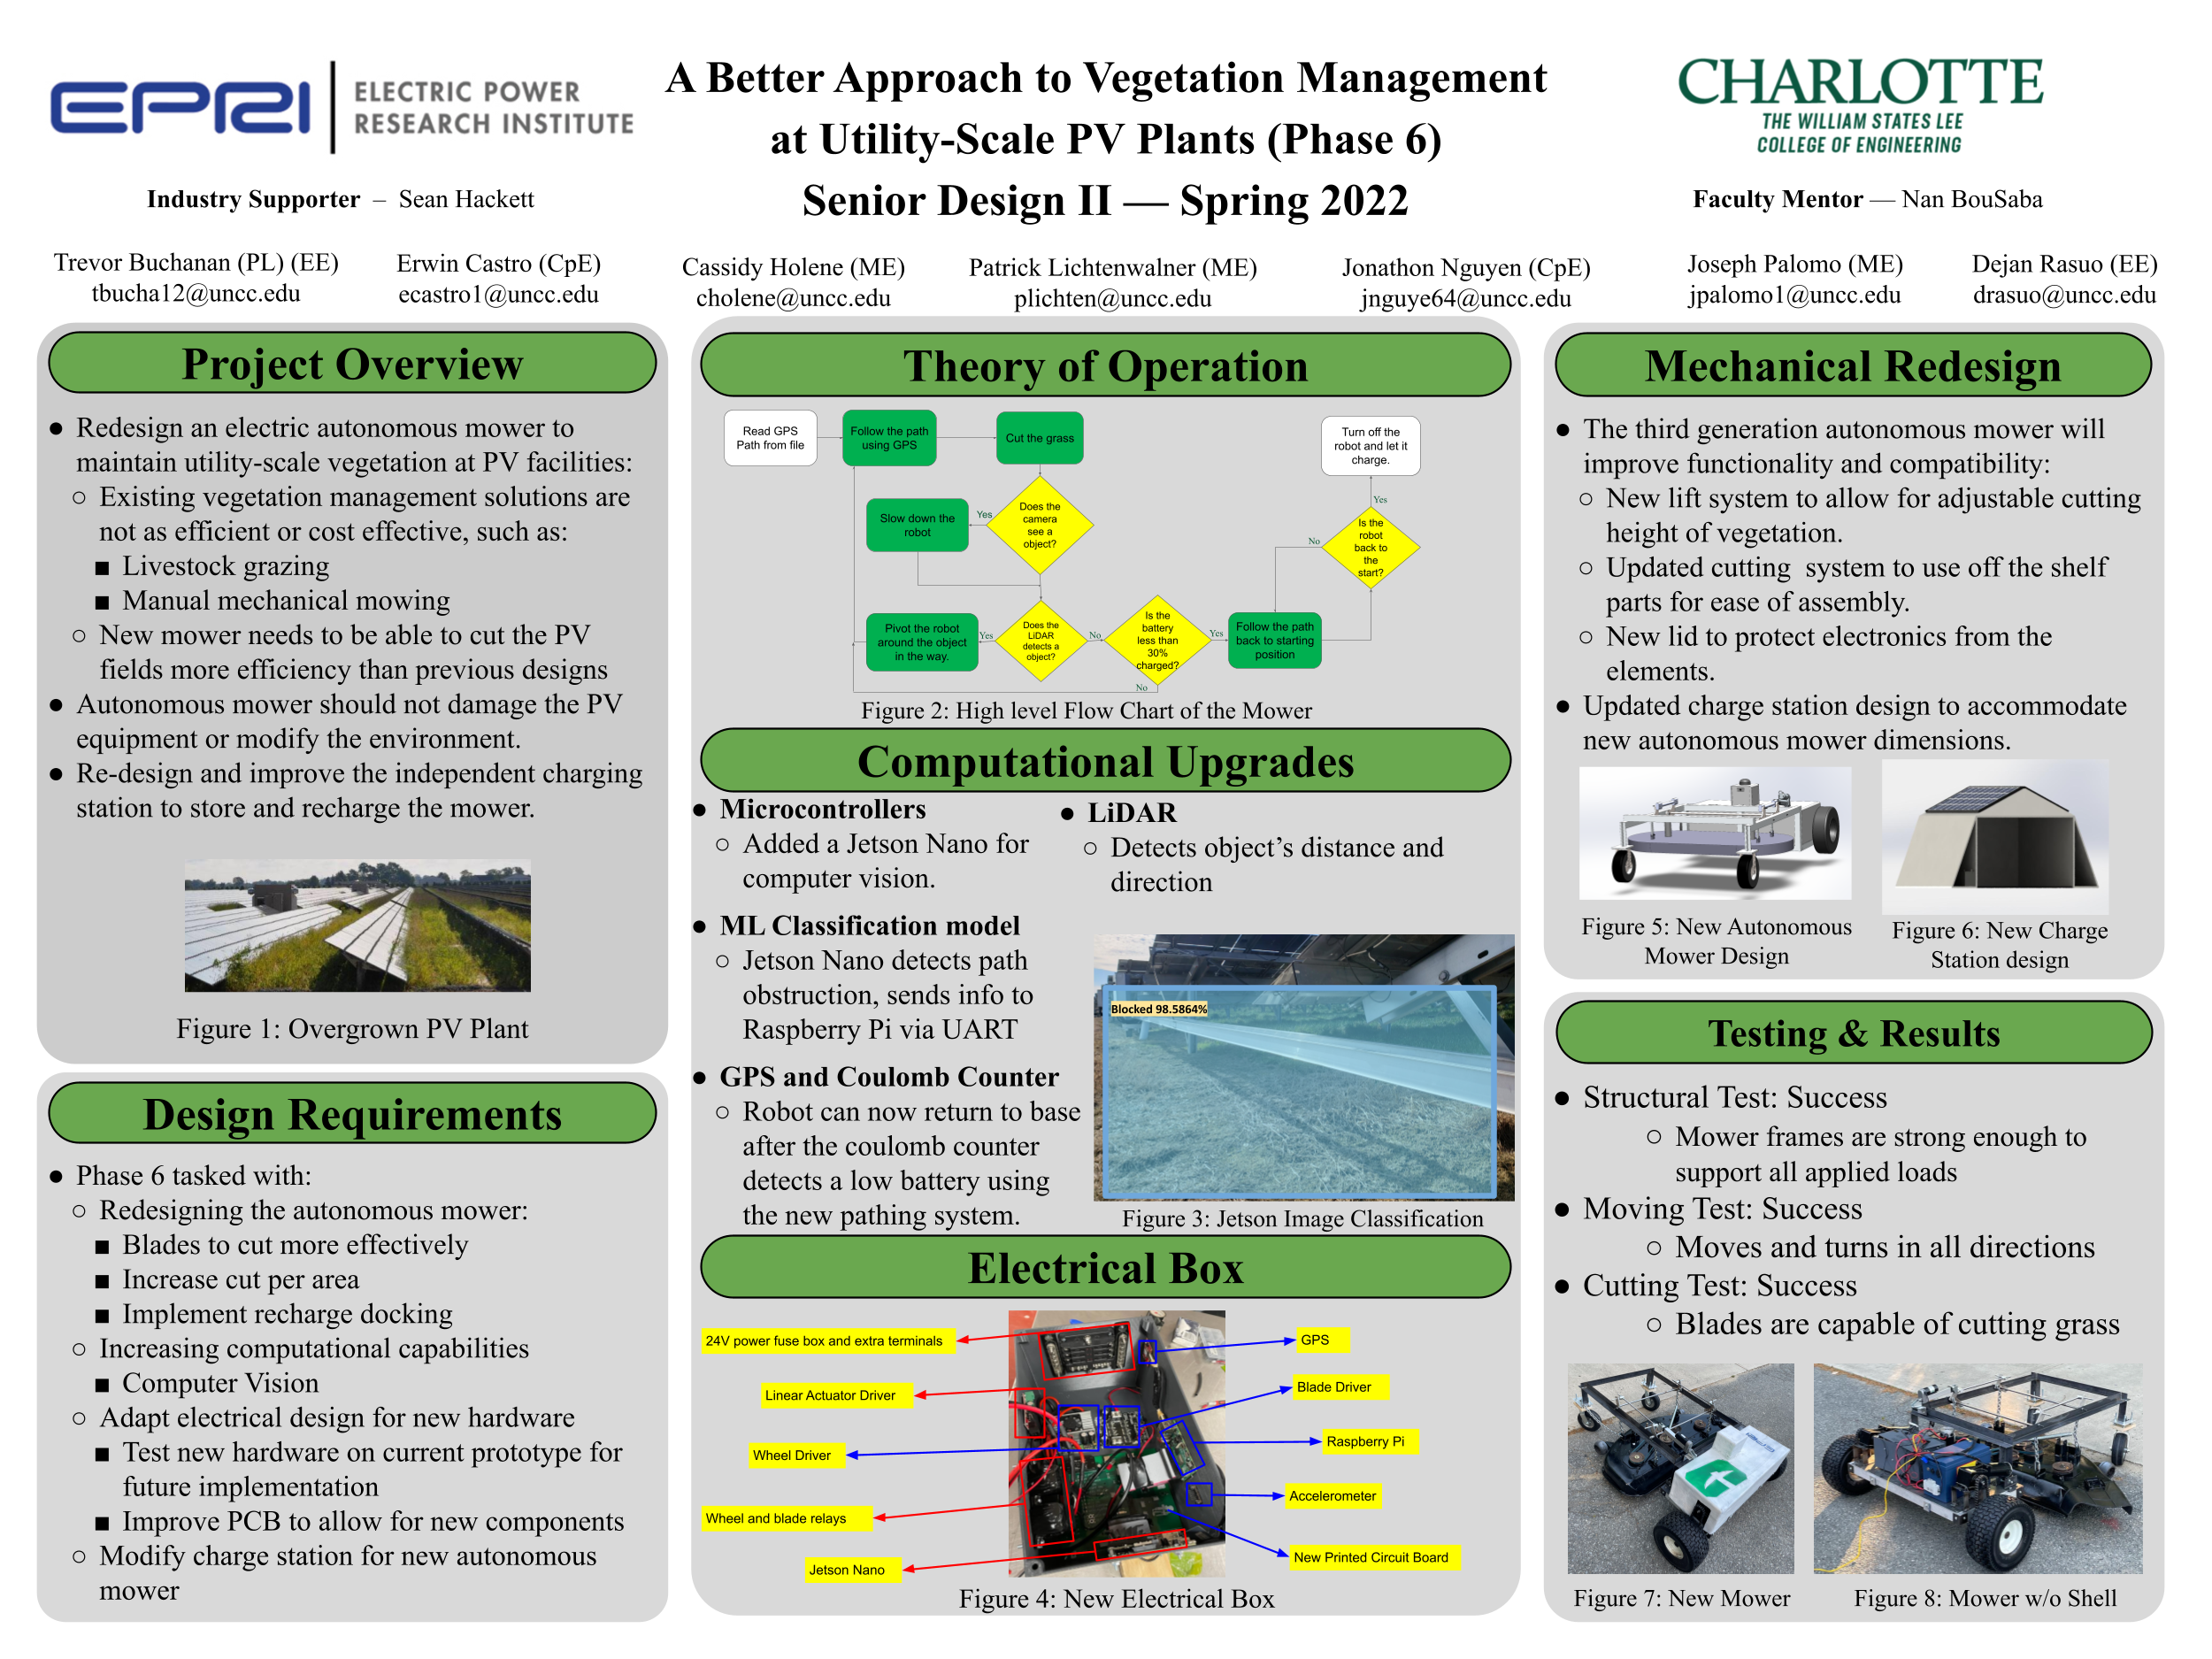 EPRI | ELECTRIC POWER
RESEARCH INSTITUTE
A Better Approach to Vegetation Management
at Utility-Scale PV Plants (Phase 6)
Senior Design II — Spring 2022
CHARLOTTE
THE WILLIAM STATES LEE
COLLEGE OF ENGINEERING
Industry Supporter – Sean Hackett
Faculty Mentor — Nan BouSaba
Trevor Buchanan (PL) (EE)
tbucha12@uncc.edu
Erwin Castro (CpE)
ecastro1@uncc.edu
Cassidy Holene (ME)
cholene@uncc.edu
Patrick Lichtenwalner (ME)
plichten@uncc.edu
Jonathon Nguyen (CpE)
jnguye64@uncc.edu
Joseph Palomo (ME)
jpalomo1@uncc.edu
Dejan Rasuo (EE)
drasuo@uncc.edu
Project Overview
● Redesign an electric autonomous mower to
maintain utility-scale vegetation at PV facilities:
○ Existing vegetation management solutions are
not as efficient or cost effective, such as:
■ Livestock grazing
■ Manual mechanical mowing
○ New mower needs to be able to cut the PV
fields more efficiency than previous designs
● Autonomous mower should not damage the PV
equipment or modify the environment.
● Re-design and improve the independent charging
station to store and recharge the mower.
Figure 1: Overgrown PV Plant
Design Requirements
● Phase 6 tasked with:
○ Redesigning the autonomous mower:
■ Blades to cut more effectively
■ Increase cut per area
■ Implement recharge docking
○ Increasing computational capabilities
■ Computer Vision
○ Adapt electrical design for new hardware
■ Test new hardware on current prototype for
future implementation
■ Improve PCB to allow for new components
○ Modify charge station for new autonomous
mower
Theory of Operation
Read GPS
Path from file
Follow the path
using GPS
Cut the grass
Does the
camera
see a
object?
Yes
Slow down the
robot
Does the
LiDAR
detects a
object?
Yes
Pivot the robot
around the object
in the way.
No
Is the
battery
less than
30%
charged?
No
Yes
Follow the path
back to starting
position
Is the
robot
back to
the
start?
No
Yes
Turn off the
robot and let it
charge.
Figure 2: High level Flow Chart of the Mower
Computational Upgrades
● Microcontrollers
○ Added a Jetson Nano for
computer vision.
● ML Classification model
○ Jetson Nano detects path
obstruction, sends info to
Raspberry Pi via UART
● GPS and Coulomb Counter
○ Robot can now return to base
after the coulomb counter
detects a low battery using
the new pathing system.
● LiDAR
○ Detects object’s distance and
direction
Blocked 98.5864%
Figure 3: Jetson Image Classification
Electrical Box
24V power fuse box and extra terminals
Linear Actuator Driver
Wheel Driver
Wheel and blade relays
Jetson Nano
GPS
Blade Driver
Raspberry Pi
Accelerometer
New Printed Circuit Board
Figure 4: New Electrical Box
Mechanical Redesign
● The third generation autonomous mower will
improve functionality and compatibility:
○ New lift system to allow for adjustable cutting
height of vegetation.
○ Updated cutting system to use off the shelf
parts for ease of assembly.
○ New lid to protect electronics from the
elements.
● Updated charge station design to accommodate
new autonomous mower dimensions.
Figure 5: New Autonomous
Mower Design
Figure 6: New Charge
Station design
Testing & Results
● Structural Test: Success
○ Mower frames are strong enough to
support all applied loads
● Moving Test: Success
○ Moves and turns in all directions
● Cutting Test: Success
○ Blades are capable of cutting grass
Figure 7: New Mower
Figure 8: Mower w/o Shell